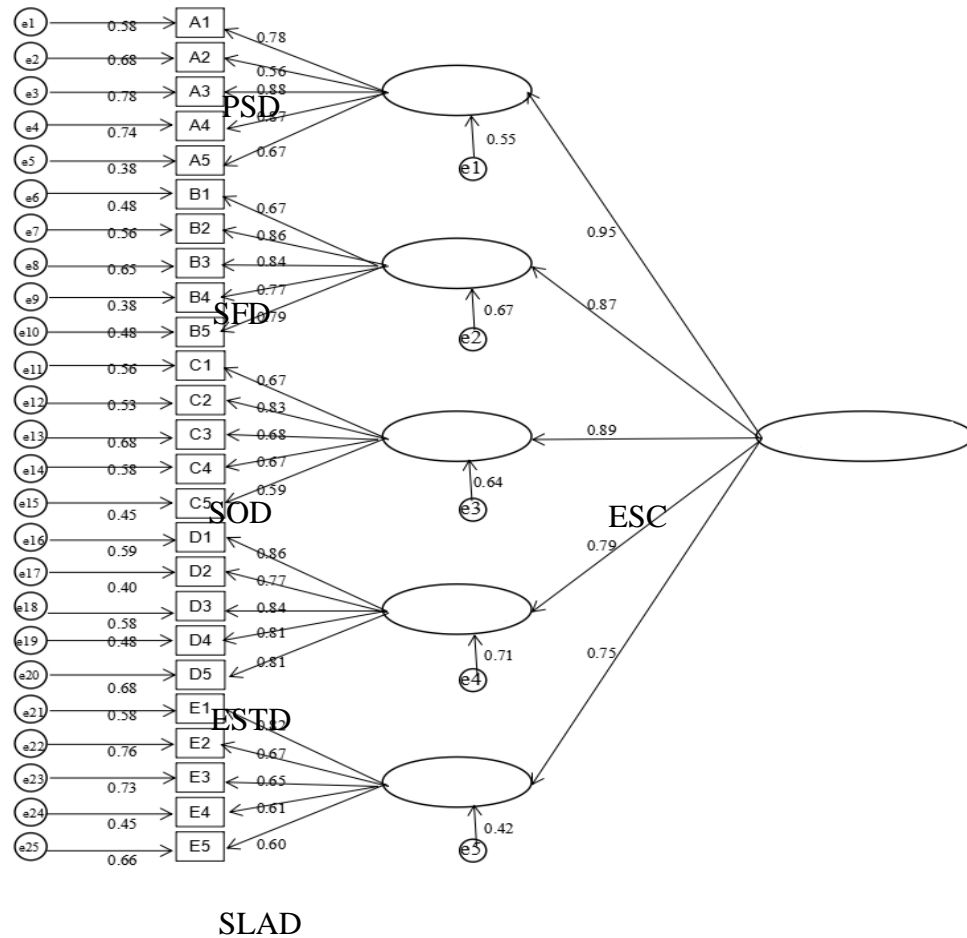 e1 0.58 A1 0.78
e2 0.68 A2 0.56
e3 0.78 A3 0.88
PSD
e4 0.74 A4 0.87
e5 0.38 A5 0.67
0.55
e1
e6 0.48 B1 0.67
e7 0.56 B2 0.86
0.95
e8 0.65 B3 0.84
e9 0.38 B4 0.77
SFD
0.67
0.87
e10 0.48 B5 0.79
e2
e11 0.56 C1 0.67
e12 0.53 C2 0.83
e13 0.68 C3 0.68
0.89
e14 0.58 C4 0.67
0.64
e15 0.45 C5 0.59
SOD
e3
ESC
e16 0.59 D1 0.86
0.79
e17 0.40 D2 0.77
e18 0.58 D3 0.84
e19 0.48 D4 0.81
0.71
0.75
e20 0.68 D5 0.81
e4
e21 0.58 E1 0.82
ESTD
e22 0.76 E2 0.67
e23 0.73 E3 0.65
e24 0.45 E4 0.61
0.42
e25 0.66 E5 0.60
e5
SLAD